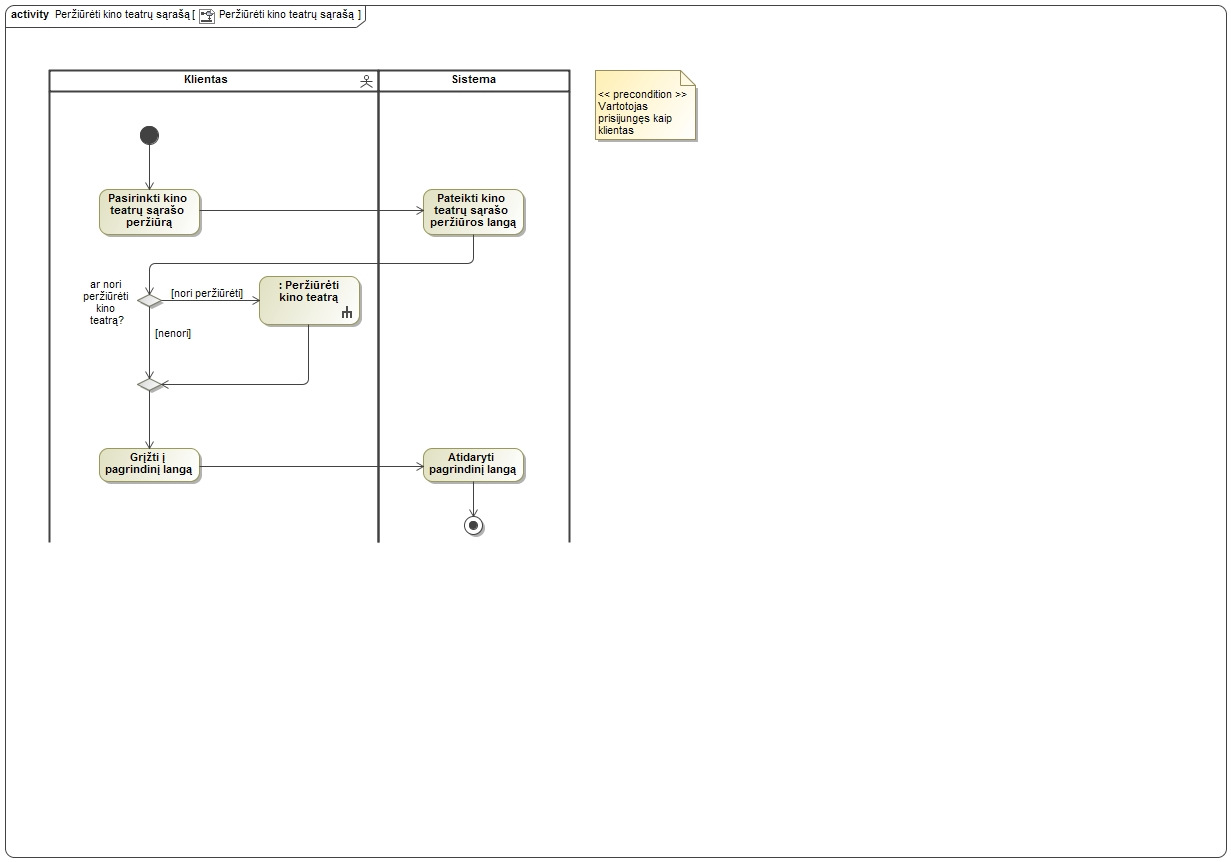 activity Peržiūrėti kino teatrų sąrašą [ Peržiūrėti kino teatrų sąrašą ]
Klientas
Sistema
<< precondition >>
Vartotojas
prisijungęs kaip
klientas
Pasirinkti kino
teatrų sąrašo
peržiūrą
Pateikti kino
teatrų sąrašo
peržiūros langą
ar nori
peržiūrėti
kino
teatrą?
[nori peržiūrėti]
: Peržiūrėti
kino teatrą
[nenori]
Grįžti į
pagrindinį langą
Atidaryti
pagrindinį langą